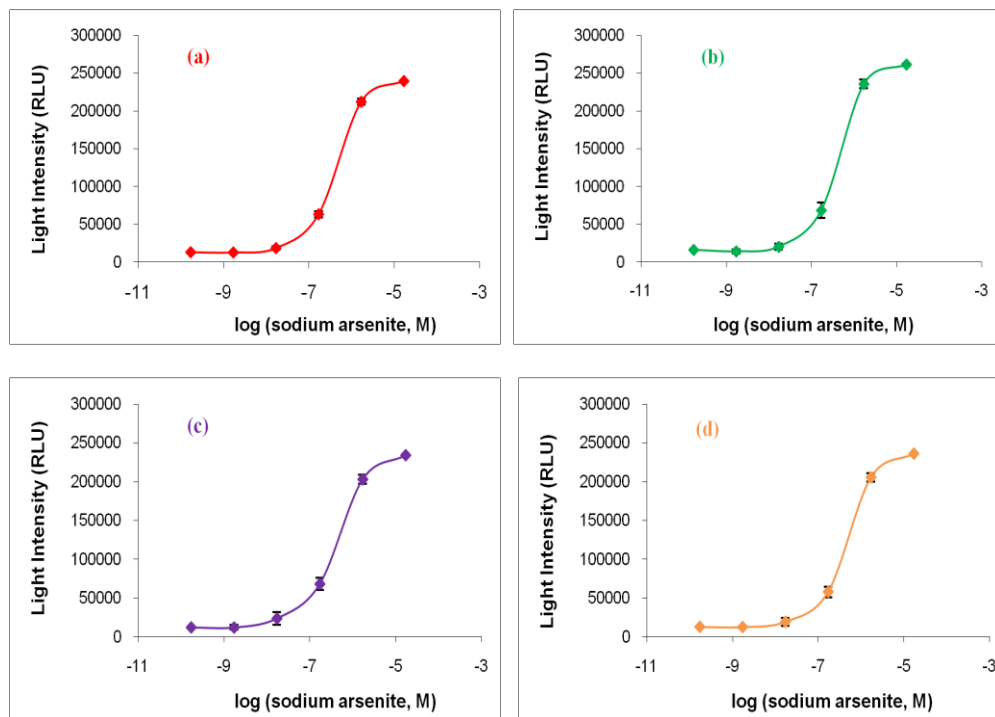 (a)
Light Intensity (RLU)
300000
250000
200000
150000
100000
50000
0
-11 -9 -7 -5 -3
log (sodium arsenite, M)
(b)
Light Intensity (RLU)
300000
250000
200000
150000
100000
50000
0
-11 -9 -7 -5 -3
log (sodium arsenite, M)
(c)
Light Intensity (RLU)
300000
250000
200000
150000
100000
50000
0
-11 -9 -7 -5 -3
log (sodium arsenite, M)
(d)
Light Intensity (RLU)
300000
250000
200000
150000
100000
50000
0
-11 -9 -7 -5 -3
log (sodium arsenite, M)